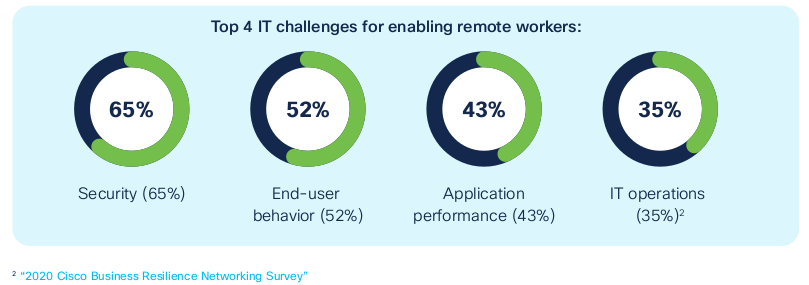 Top 4 IT challenges for enabling remote workers:
65%
52%
43%
35%
Security (65%)
End-user
behavior (52%)
Application
performance (43%)
IT operations
(35%)²
² “2020 Cisco Business Resilience Networking Survey”